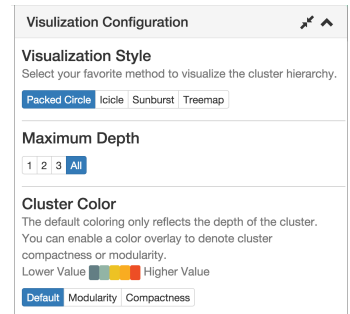 Visulization Configuration
Visualization Style
Select your favorite method to visualize the cluster hierarchy.
Packed Circle Icicle Sunburst Treemap
Maximum Depth
1 2 3 All
Cluster Color
The default coloring only reflects the depth of the cluster.
You can enable a color overlay to denote cluster
compactness or modularity.
Lower Value Higher Value
Default Modularity Compactness